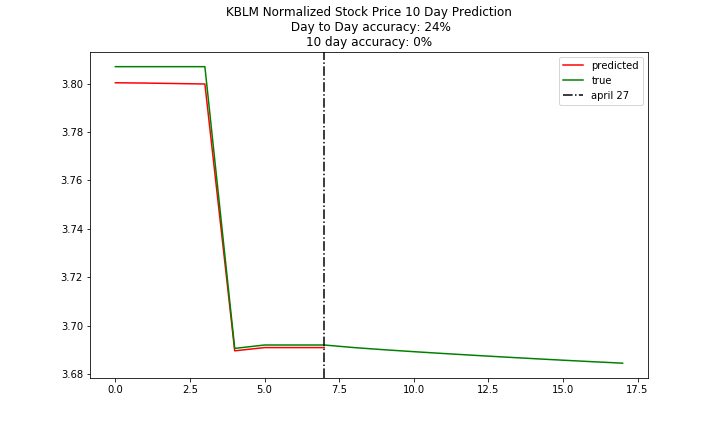 KBLM Normalized Stock Price 10 Day Prediction
Day to Day accuracy: 24%
10 day accuracy: 0%
predicted
true
april 27
3.80
3.78
3.76
3.74
3.72
3.70
3.68
0.0 2.5 5.0 7.5 10.0 12.5 15.0 17.5